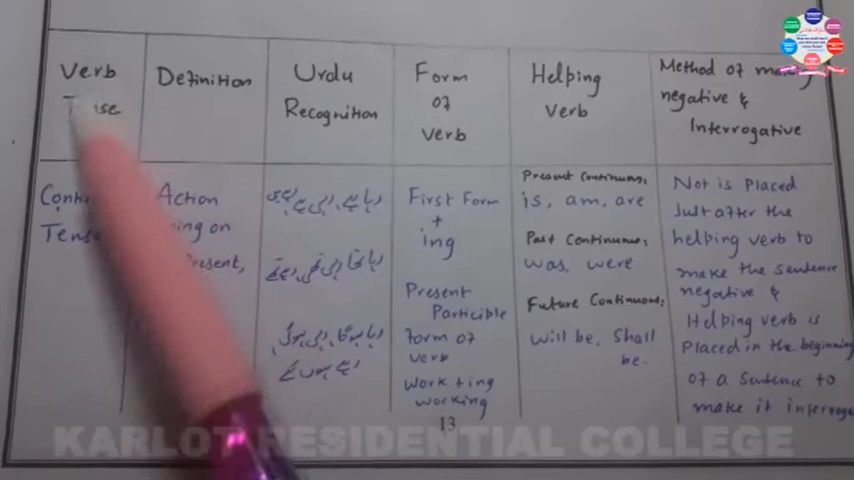 Verb
Definition
Urdu
Recognition
Form
of
verb
Helping
Verb
Method of making
negative &
Interrogative
Action
on
Present,
رہا ہے، رہی ہے، رہے ہیں
رہا تھا، رہی تھی، رہے تھے
رہا ہوگا، رہی ہوگی،
رہے ہوں گے
First Form
+
ing
Present
Participle
form of
verb
work + ing
working
Present Continuous:
is, am, are
Past Continuous:
was, were
Future Continuous:
will be, Shall
be.
Not is Placed
Just after the
helping verb to
make the sentence
negative &
Helping verb is
Placed in the beginning
of a Sentence to
make it
13
KARLOT RESIDENTIAL COLLEGE